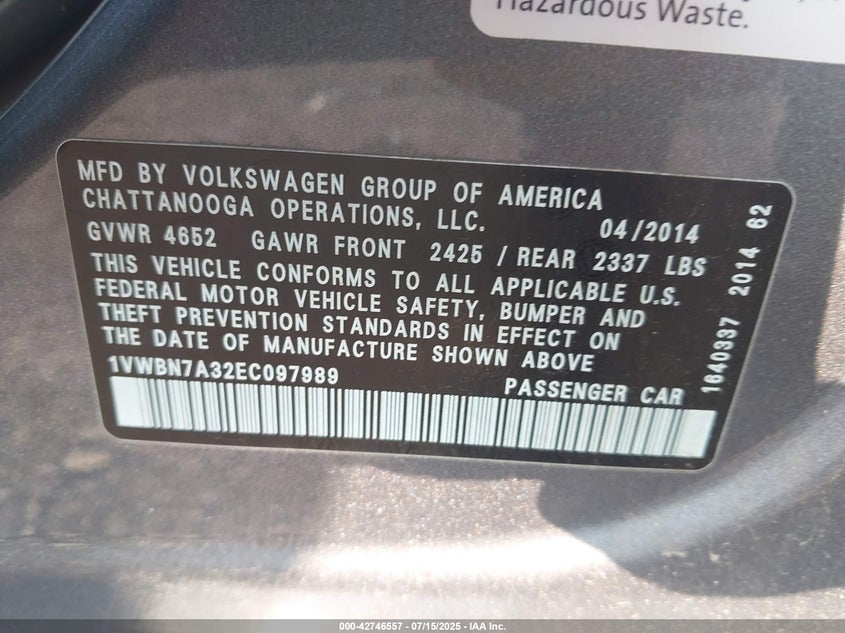 Hazardous Waste.
MFD BY VOLKSWAGEN GROUP OF AMERICA
CHATTANOOGA OPERATIONS, LLC.
04/2014
GVWR 4652 GAWR FRONT 2425 / REAR 2337 LBS
THIS VEHICLE CONFORMS TO ALL APPLICABLE U.S.
FEDERAL MOTOR VEHICLE SAFETY, BUMPER AND
THEFT PREVENTION STANDARDS IN EFFECT ON
THE DATE OF MANUFACTURE SHOWN ABOVE
1VWBN7A32EC097989
PASSENGER CAR
1640337 2014 62
000-42746557 - 07/15/2025 - IAA Inc.